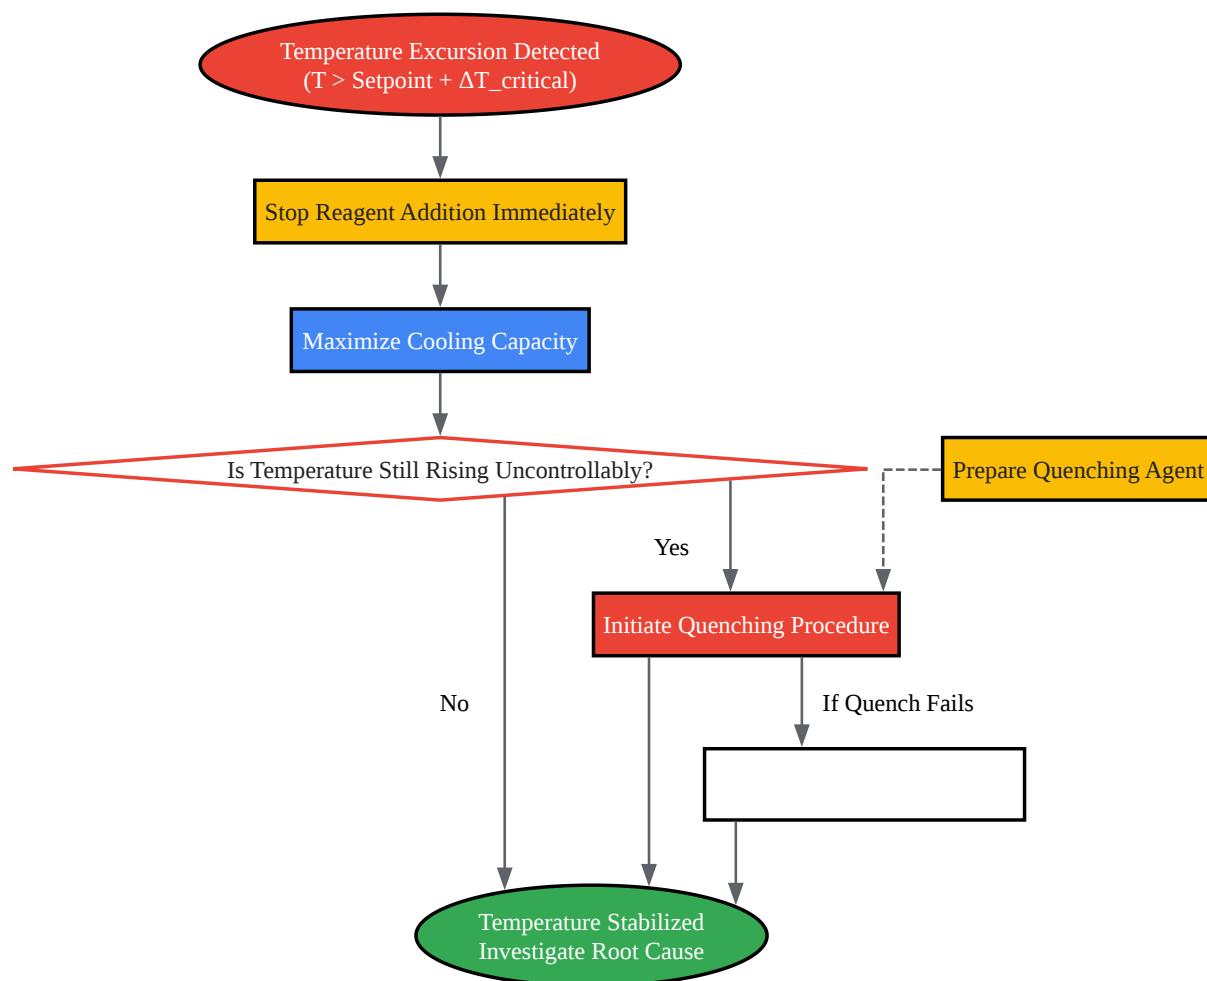 Temperature Excursion Detected
(T > Setpoint + ΔT_critical)
Stop Reagent Addition Immediately
Maximize Cooling Capacity
Is Temperature Still Rising Uncontrollably?
Prepare Quenching Agent
Yes
Initiate Quenching Procedure
No
If Quench Fails
Temperature Stabilized
Investigate Root Cause